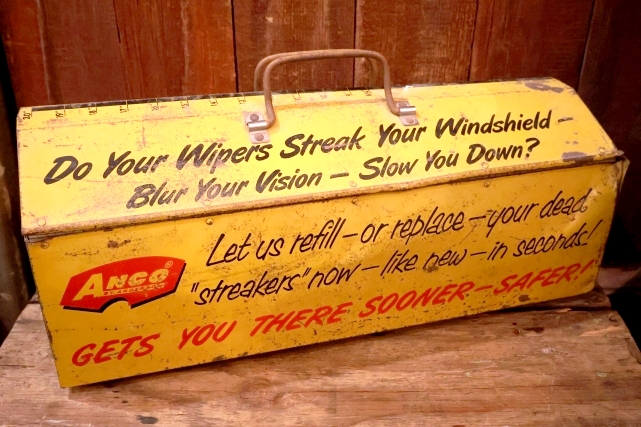 Do Your Wipers Streak Your Windshield –
Blur Your Vision – Slow You Down?
Let us refill – or replace – your dead
"streakers" now – like new – in seconds!
ANCO®
GETS YOU THERE SOONER – SAFER!